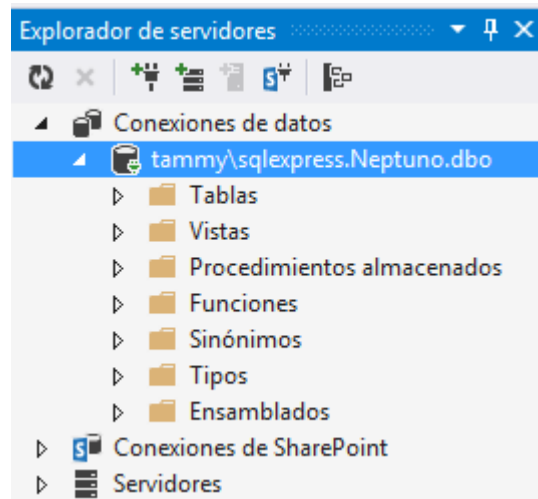 Explorador de servidores
Conexiones de datos
tammy\sqlexpress.Neptuno.dbo
Tablas
Vistas
Procedimientos almacenados
Funciones
Sinónimos
Tipos
Ensamblados
Conexiones de SharePoint
Servidores